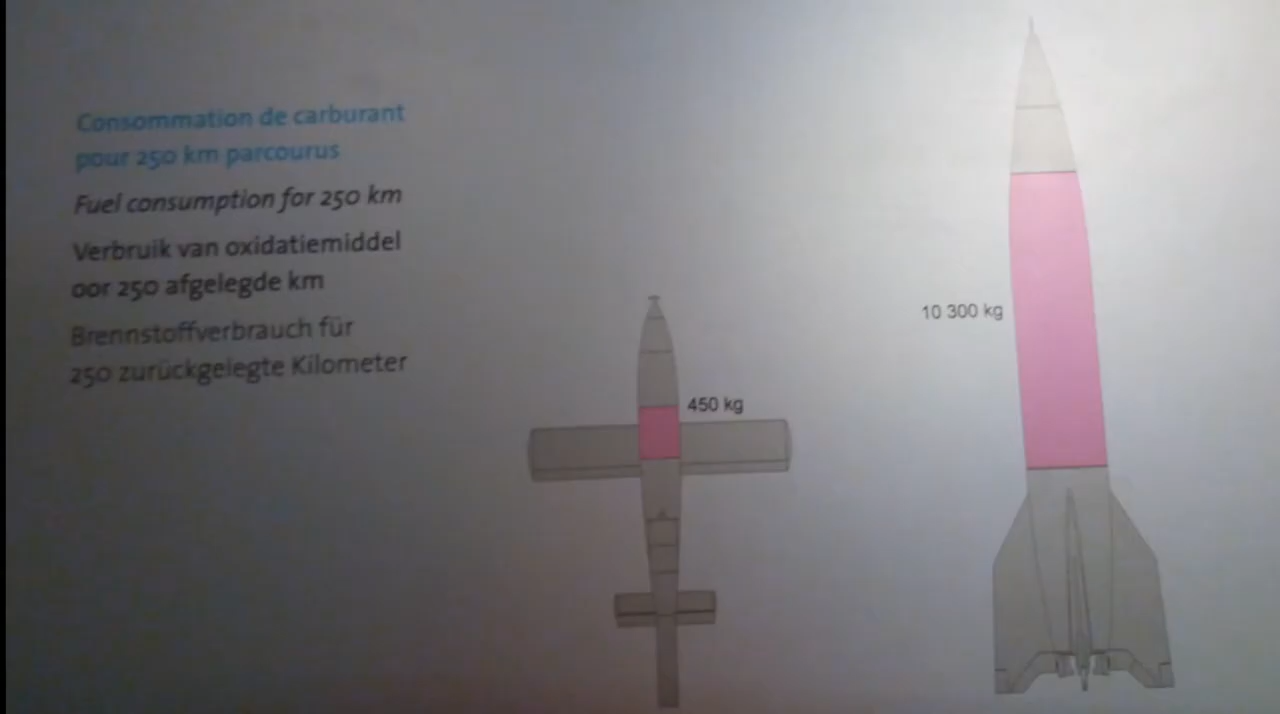 Consommation de carburant
pour 250 km parcourus
Fuel consumption for 250 km
Verbruik van oxidatiemiddel
oor 250 afgelegde km
Brennstoffverbrauch für
250 zurückgelegte Kilometer
10 300 kg
450 kg